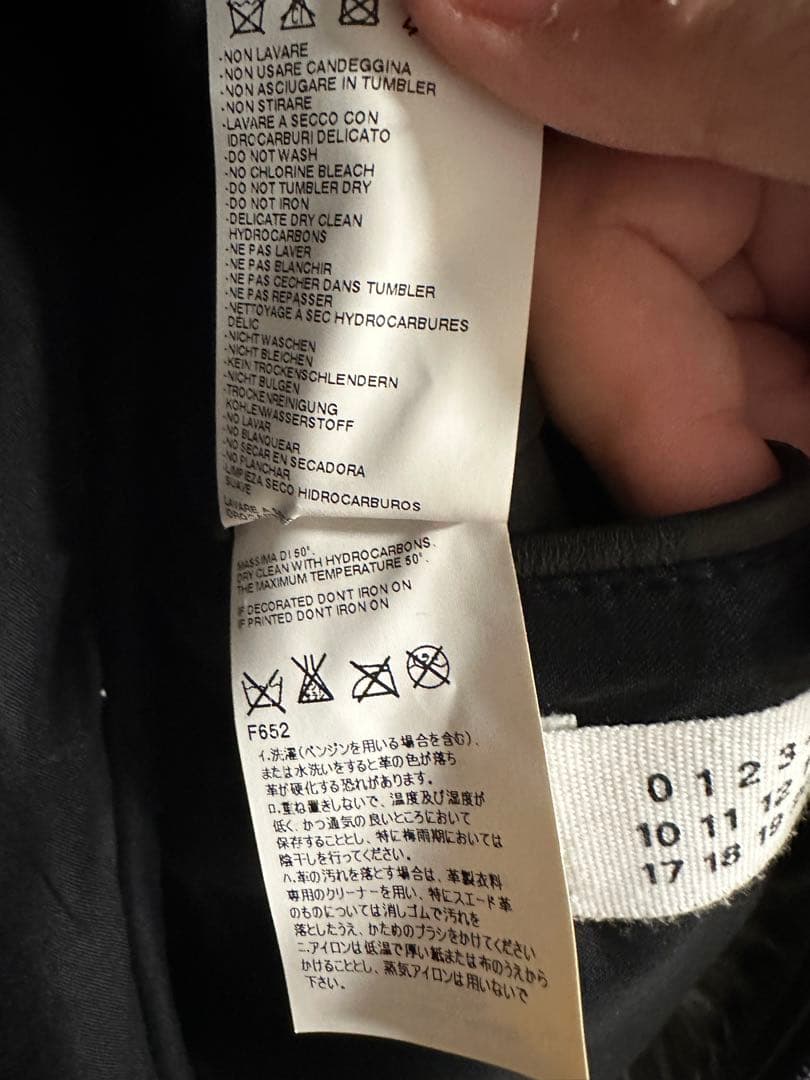 -NON LAVARE
-NON USARE CANDEGGINA
-NON ASCIUGARE IN TUMBLER
-NON STIRARE
-LAVARE A SECCO CON
IDROCARBURI DELICATO
-DO NOT WASH
-NO CHLORINE BLEACH
-DO NOT TUMBLE DRY
-DO NOT IRON
-DELICATE DRY CLEAN
HYDROCARBONS
-NE PAS LAVER
-NE PAS BLANCHIR
-NE PAS CECHER DANS TUMBLER
-NE PAS REPASSER
-NETTOYAGE A SEC HYDROCARBURES
DÉLIC
-NICHT WASCHEN
-NICHT BLEICHEN
-KEIN TROCKENSCHLENDERN
-NICHT BULGEN
-TROCKENREINIGUNG
KOHLENWASSERSTOFF
-NO LAVAR
-NO BLANQUEAR
-NO SECAR EN SECADORA
-NO PLANCHAR
-LIMPIEZA SECO HIDROCARBUROS
SUAVE
LAVARE A
MASSIMA DI 50°.
DRY CLEAN WITH HYDROCARBONS.
THE MAXIMUM TEMPERATURE 50°.
IF DECORATED DON'T IRON ON
IF PRINTED DON'T IRON ON
F652
イ.洗濯(ベンジンを用いる場合を含む)、
または水洗いをすると革の色が落ち
革が硬化する恐れがあります。
ロ.重ね置きしないで、温度及び湿度が
低く、かつ通気の良いところにおいて
保存することとし、特に梅雨期においては
陰干しを行ってください。
ハ.革の汚れを落とす場合は、革製衣料
専用のクリーナーを用い、特にスエード革
のものについては消しゴムで汚れを
落としたうえ、かためのブラシをかけてください
ニ.アイロンは低温で厚い紙または布のうえから
かけることとし、蒸気アイロンは用いないで
下さい。
0 1 2 3
10 11 12
17 18 19